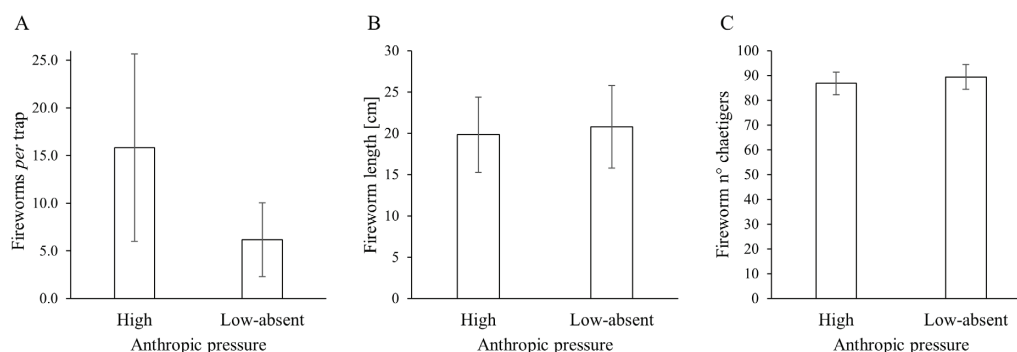 A
Fireworms per trap
25.0
20.0
15.0
10.0
5.0
0.0
High Low-absent
Anthropic pressure
B
Fireworm length [cm]
30
25
20
15
10
5
0
High Low-absent
Anthropic pressure
C
Fireworm n° chaetigers
100
90
80
70
60
50
40
30
20
10
0
High Low-absent
Anthropic pressure